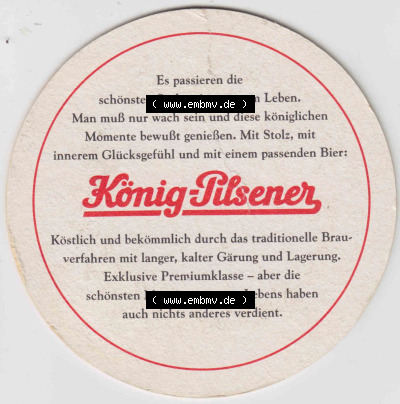 Es passieren die
schönsten Leben.
www.embmv.de
Man muß nur wach sein und diese königlichen
Momente bewußt genießen. Mit Stolz, mit
innerem Glücksgefühl und mit einem passenden Bier:
König-Pilsener
Köstlich und bekömmlich durch das traditionelle Brau-
verfahren mit langer, kalter Gärung und Lagerung.
Exklusive Premiumklasse – aber die
schönsten Lebens haben
www.embmv.de
auch nichts anderes verdient.
www.embmv.de